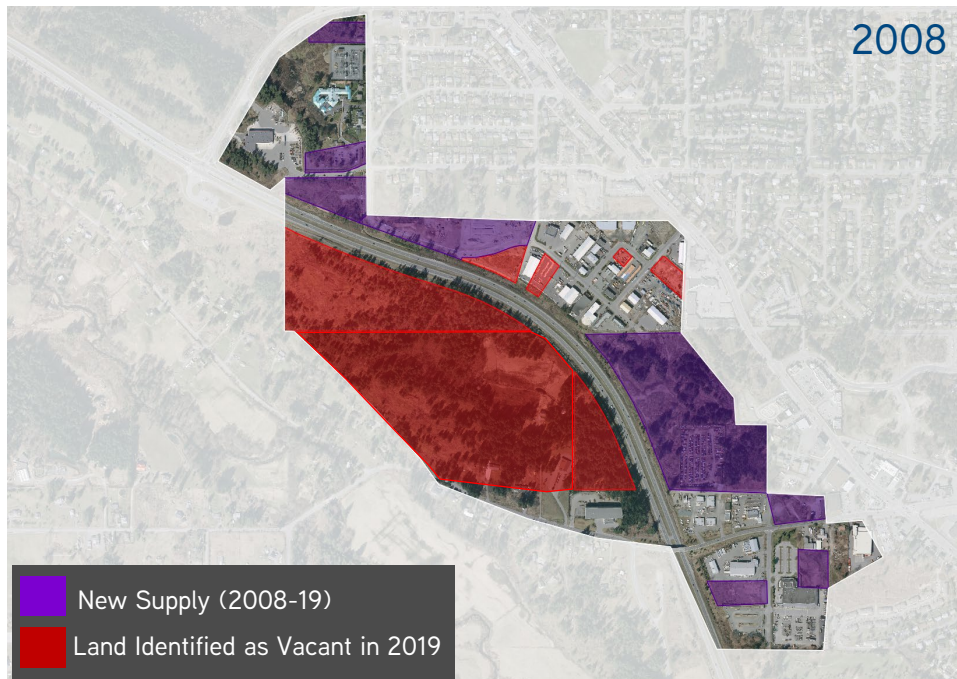 2008
New Supply (2008-19)
Land Identified as Vacant in 2019